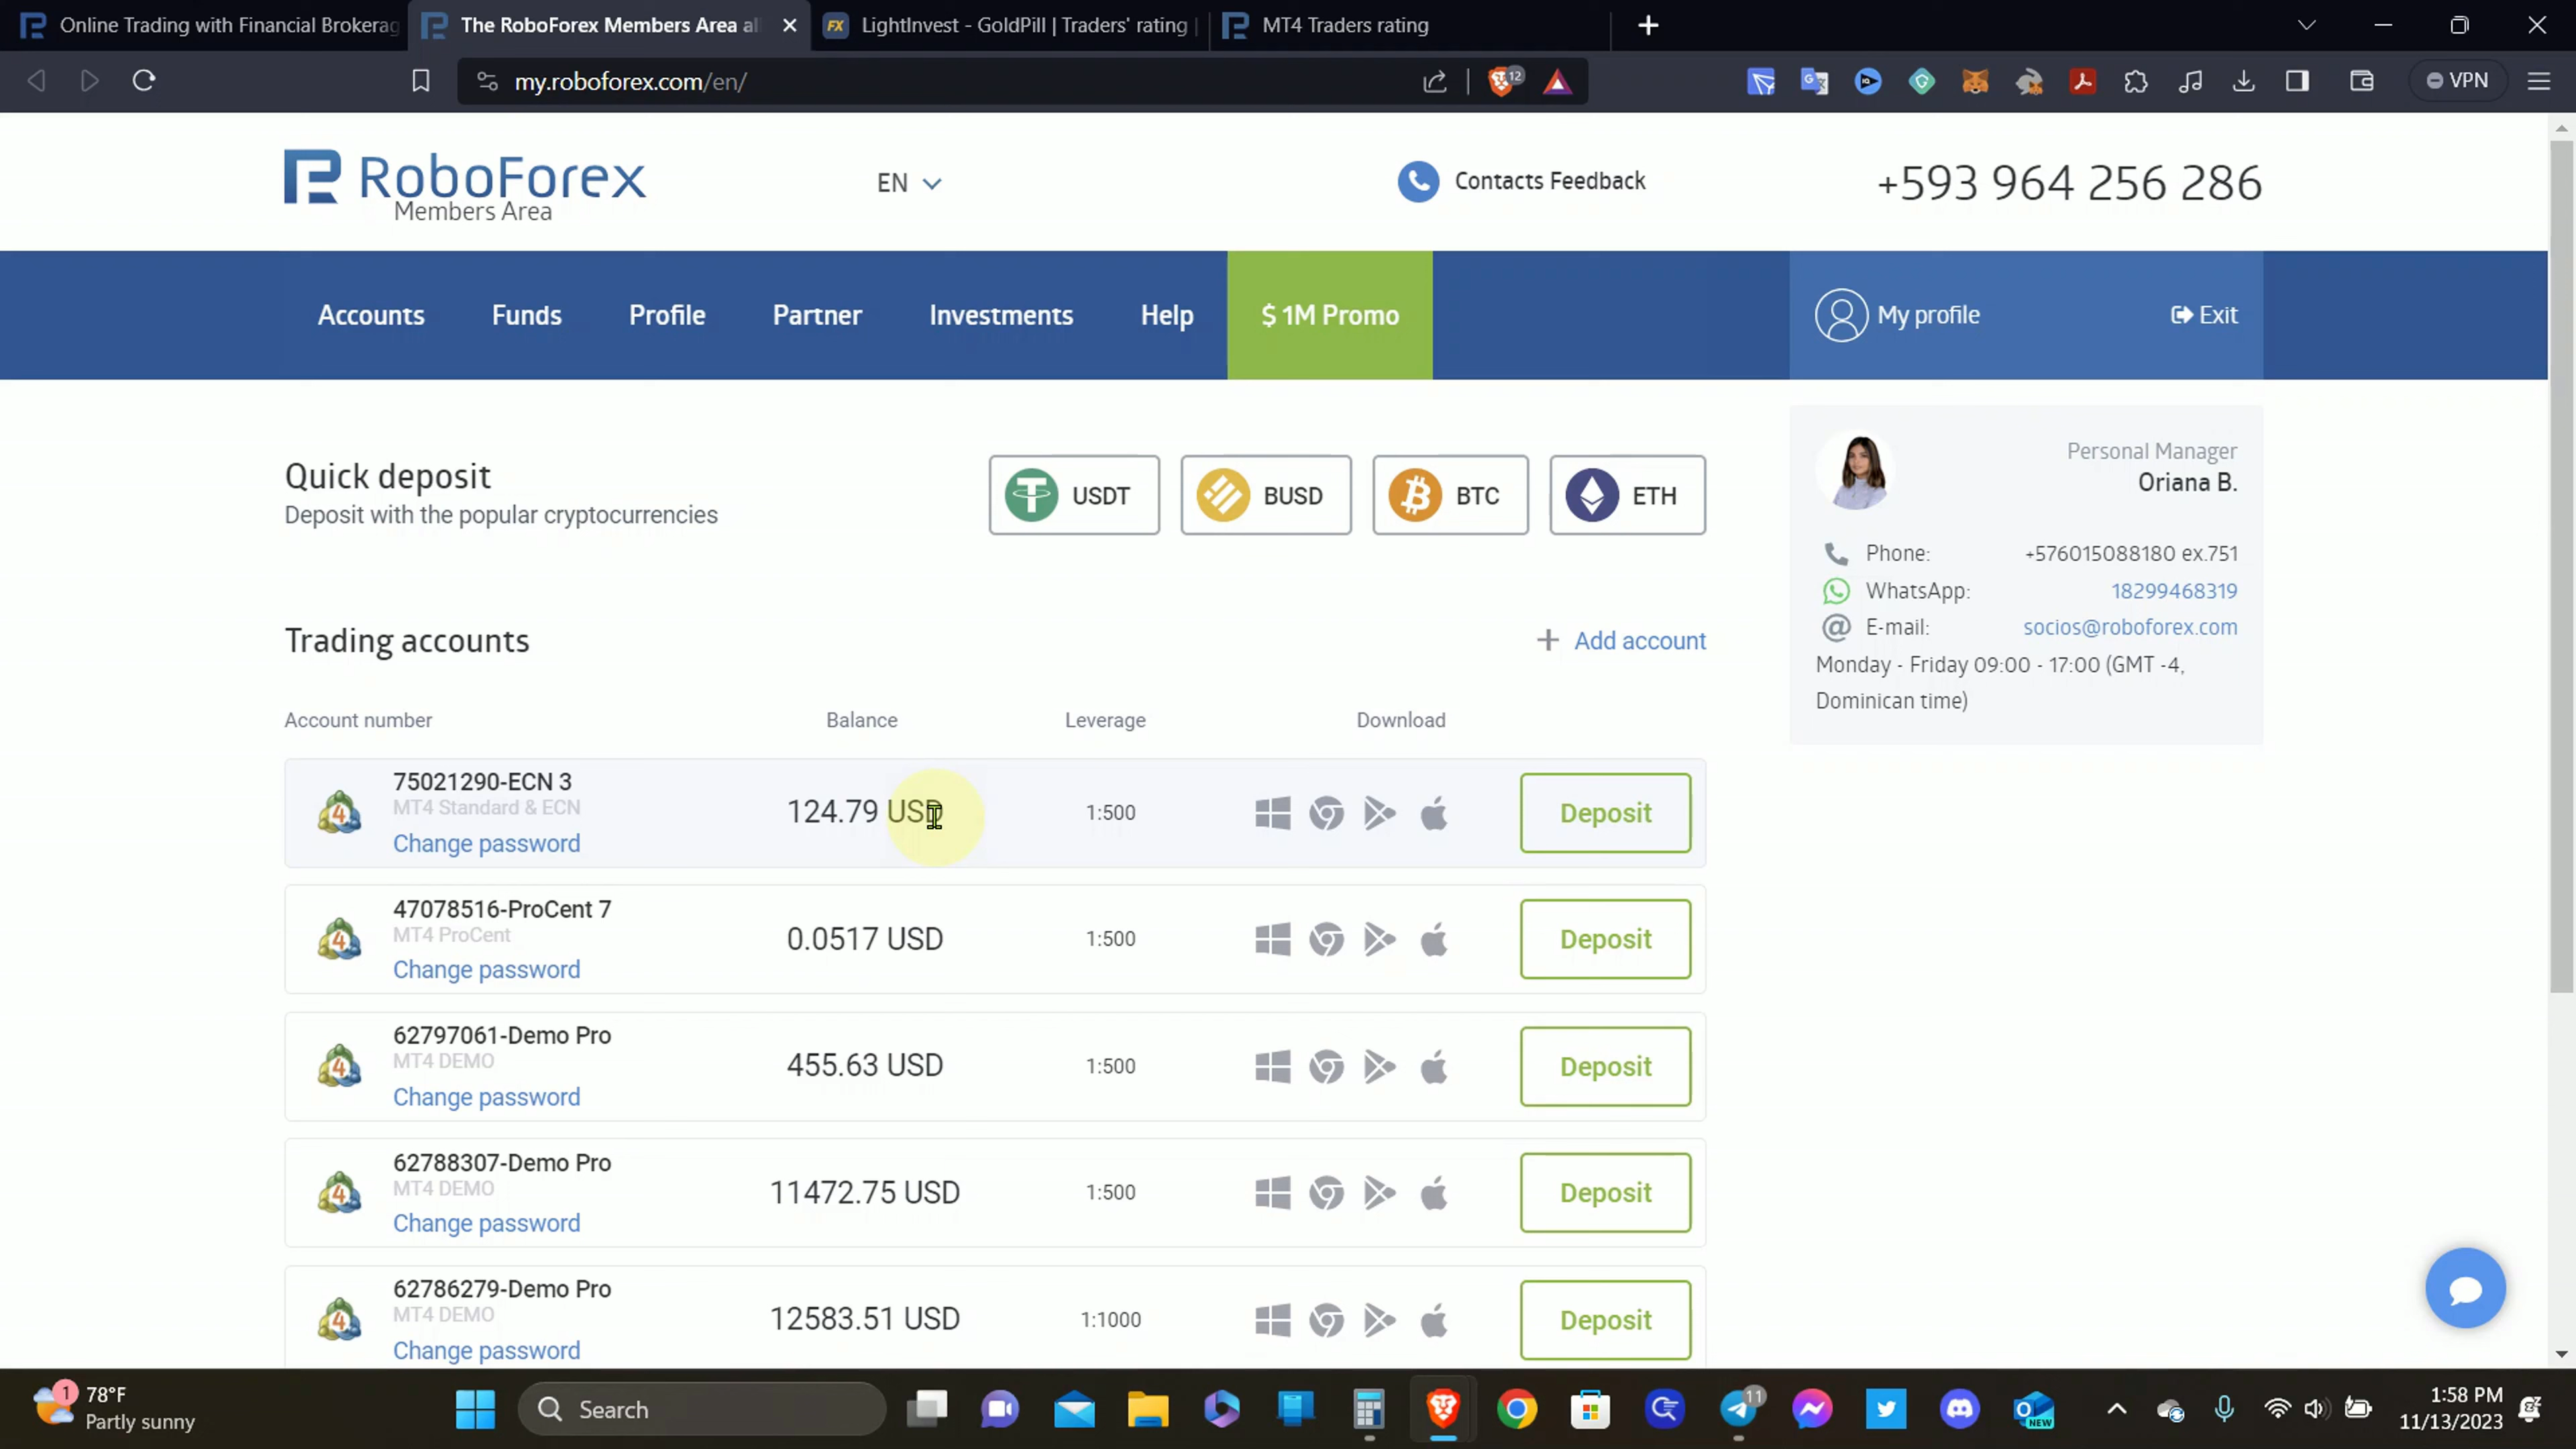 Online Trading with Financial Brokerag
The RoboForex Members Area al
LightInvest - GoldPill | Traders' rating |
MT4 Traders rating
my.roboforex.com/en/
12
VPN
RoboForex
Members Area
EN
Contacts Feedback
+593 964 256 286
Accounts
Funds
Profile
Partner
Investments
Help
$ 1M Promo
My profile
Exit
Quick deposit
Deposit with the popular cryptocurrencies
USDT
BUSD
BTC
ETH
Personal Manager
Oriana B.
Phone: +576015088180 ex.751
WhatsApp: 18299468319
E-mail: socios@roboforex.com
Monday - Friday 09:00 - 17:00 (GMT -4,
Dominican time)
Trading accounts
Add account
Account number Balance Leverage Download
75021290-ECN 3
MT4 Standard & ECN
Change password
124.79 USD
1:500
Deposit
47078516-ProCent 7
MT4 ProCent
Change password
0.0517 USD
1:500
Deposit
62797061-Demo Pro
MT4 DEMO
Change password
455.63 USD
1:500
Deposit
62788307-Demo Pro
MT4 DEMO
Change password
11472.75 USD
1:500
Deposit
62786279-Demo Pro
MT4 DEMO
Change password
12583.51 USD
1:1000
Deposit
1
78°F
Partly sunny
Search
11
NEW
1:58 PM
11/13/2023